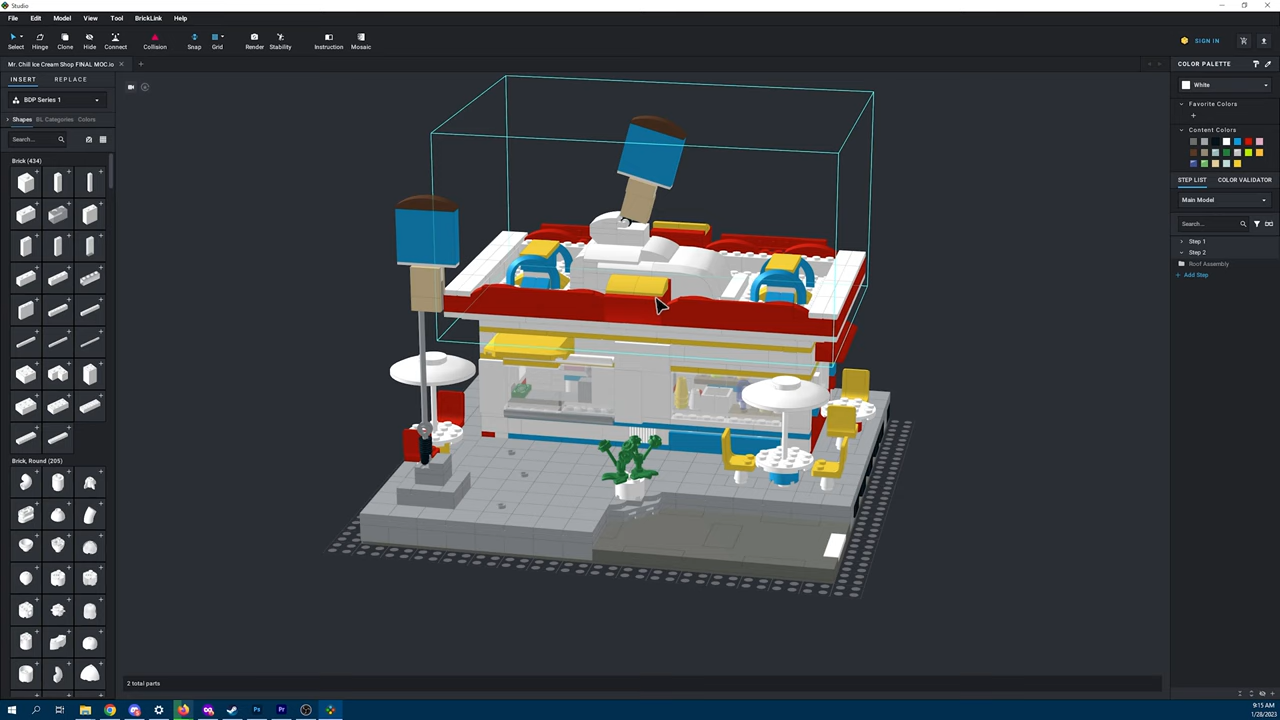 Studio
File Edit Model View Tool BrickLink Help
Select Hinge Clone Hide Connect Collision Snap Grid Render Stability Instruction Mosaic
SIGN IN
Mr. Chill Ice Cream Shop FINAL MOC.io
COLOR PALETTE
INSERT REPLACE
White
BDP Series 1
Favorite Colors
Shapes BL Categories Colors
Content Colors
Search...
Brick (434)
STEP LIST COLOR VALIDATOR
Main Model
Search...
Step 1
Step 2
Roof Assembly
+ Add Step
Brick, Round (205)
2 total parts
9:15 AM
1/28/2023